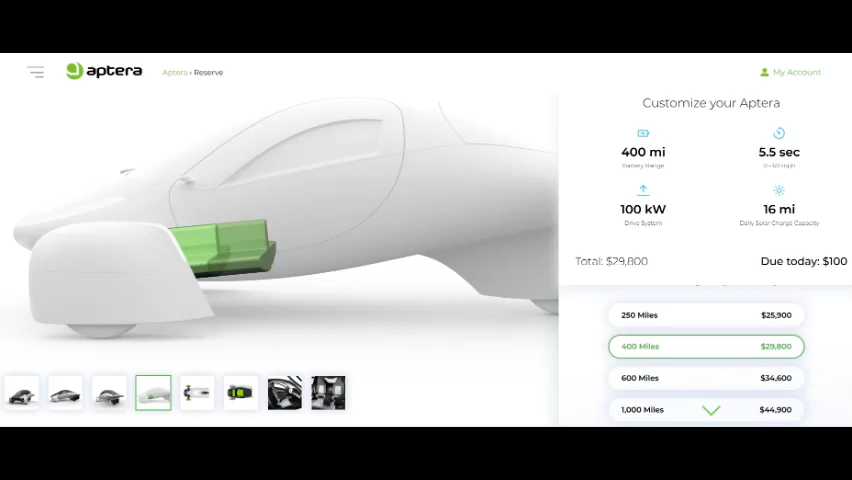 aptera
Aptera › Reserve
My Account
Customize your Aptera
400 mi
Battery Range
5.5 sec
0-60 mph
100 kW
Drive System
16 mi
Daily Solar Charge Capacity
Total: $29,800
Due today: $100
250 Miles $25,900
400 Miles $29,800
600 Miles $34,600
1,000 Miles $44,900